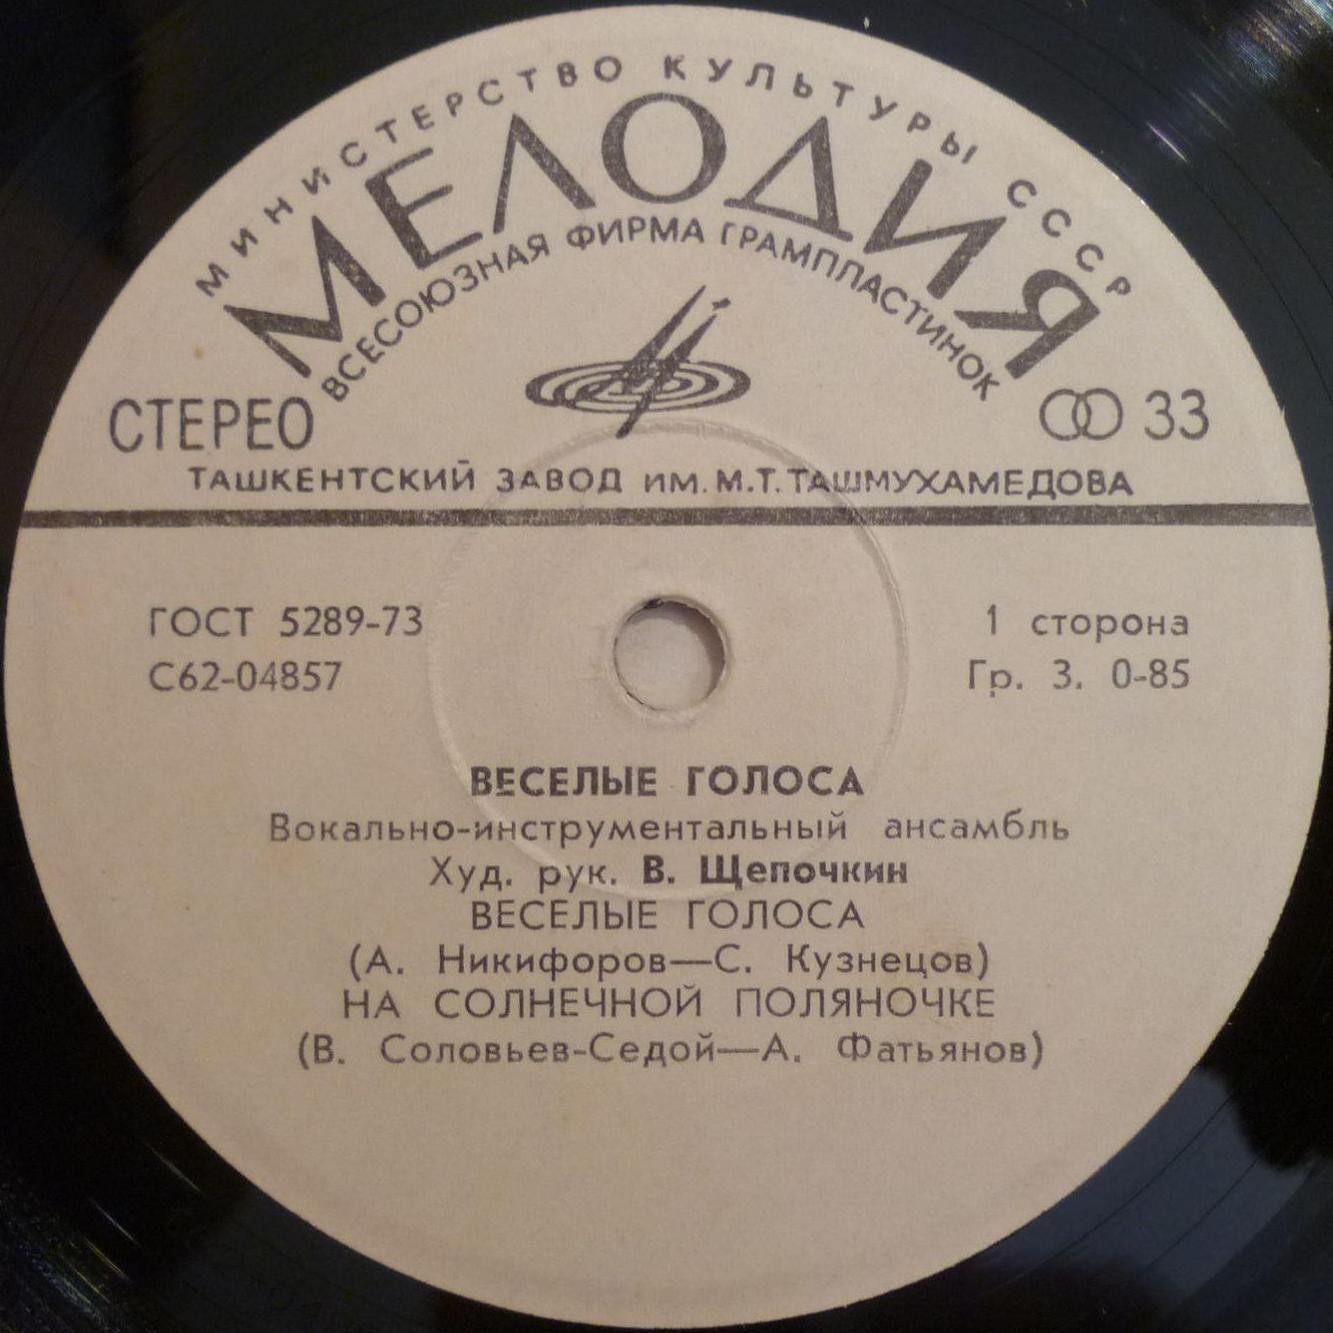 МИНИСТЕРСТВО КУЛЬТУРЫ СССР
МЕЛОДИЯ
ВСЕСОЮЗНАЯ ФИРМА ГРАМПЛАСТИНОК
СТЕРЕО
33
ТАШКЕНТСКИЙ ЗАВОД ИМ. М.Т. ТАШМУХАМЕДОВА
ГОСТ 5289-73
1 сторона
С62-04857
Гр. 3. 0-85
ВЕСЕЛЫЕ ГОЛОСА
Вокально-инструментальный ансамбль
Худ. рук. В. Щепочкин
ВЕСЕЛЫЕ ГОЛОСА
(А. Никифоров—С. Кузнецов)
НА СОЛНЕЧНОЙ ПОЛЯНОЧКЕ
(В. Соловьев-Седой—А. Фатьянов)